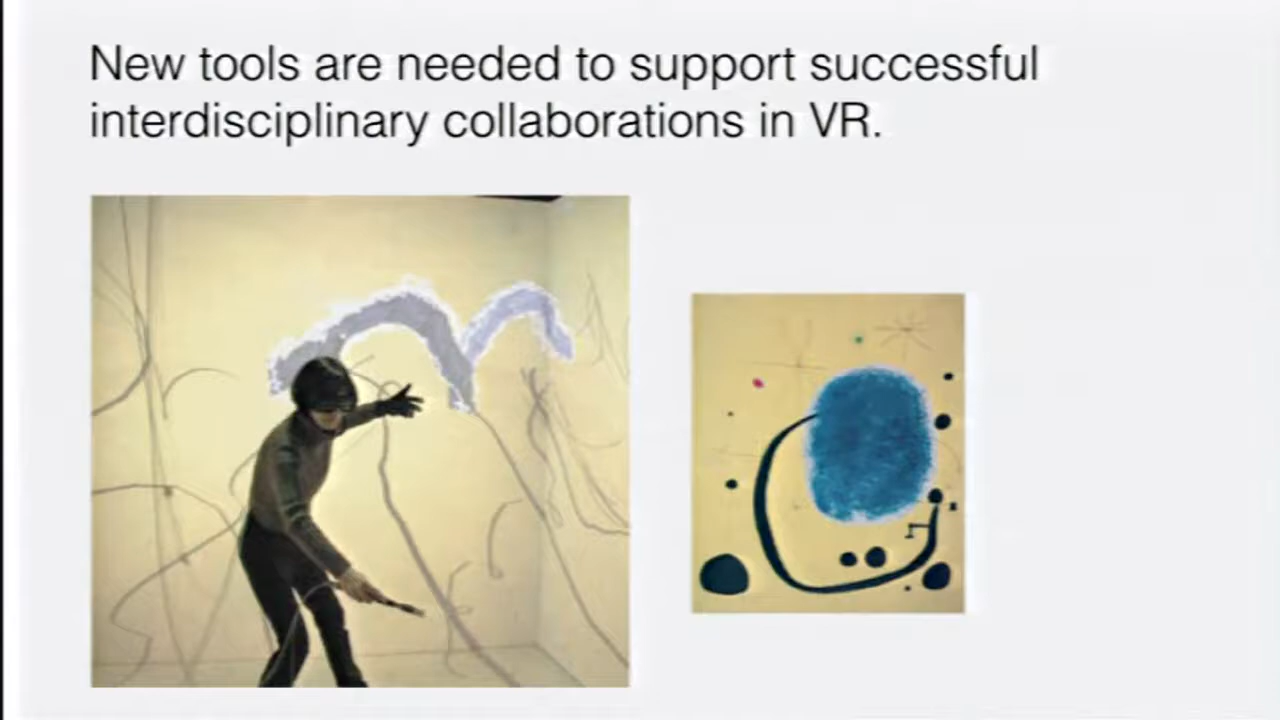 New tools are needed to support successful
interdisciplinary collaborations in VR.